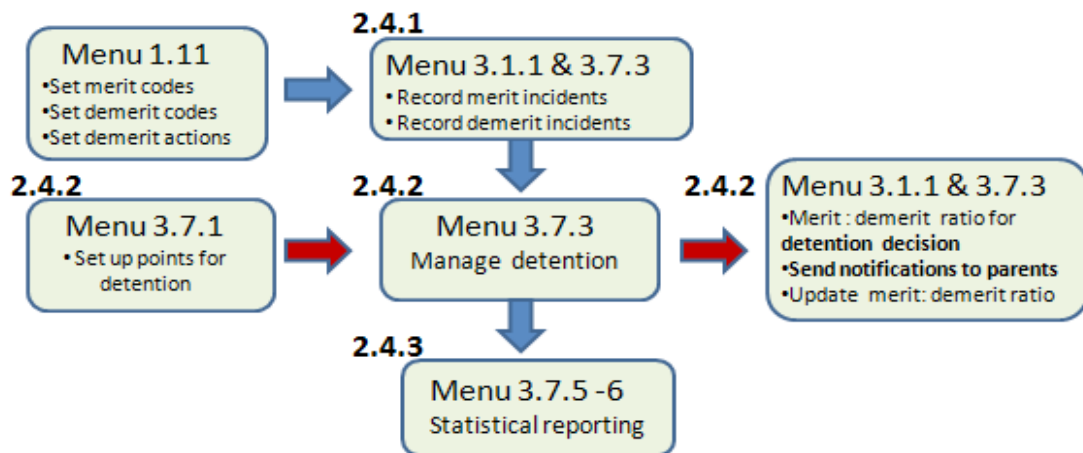 2.4.1
Menu 1.11
•Set merit codes
•Set demerit codes
•Set demerit actions
Menu 3.1.1 & 3.7.3
• Record merit incidents
• Record demerit incidents
2.4.2
Menu 3.7.1
• Set up points for
detention
2.4.2
Menu 3.7.3
Manage detention
2.4.2
Menu 3.1.1 & 3.7.3
•Merit : demerit ratio for
detention decision
•Send notifications to parents
•Update merit: demerit ratio
2.4.3
Menu 3.7.5 -6
Statistical reporting